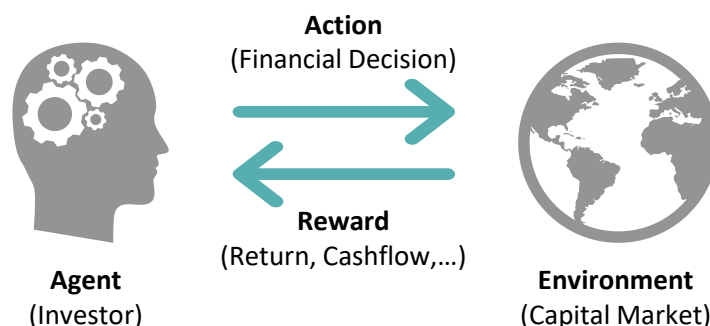 Action
(Financial Decision)
Reward
(Return, Cashflow,...)
Agent
(Investor)
Environment
(Capital Market)